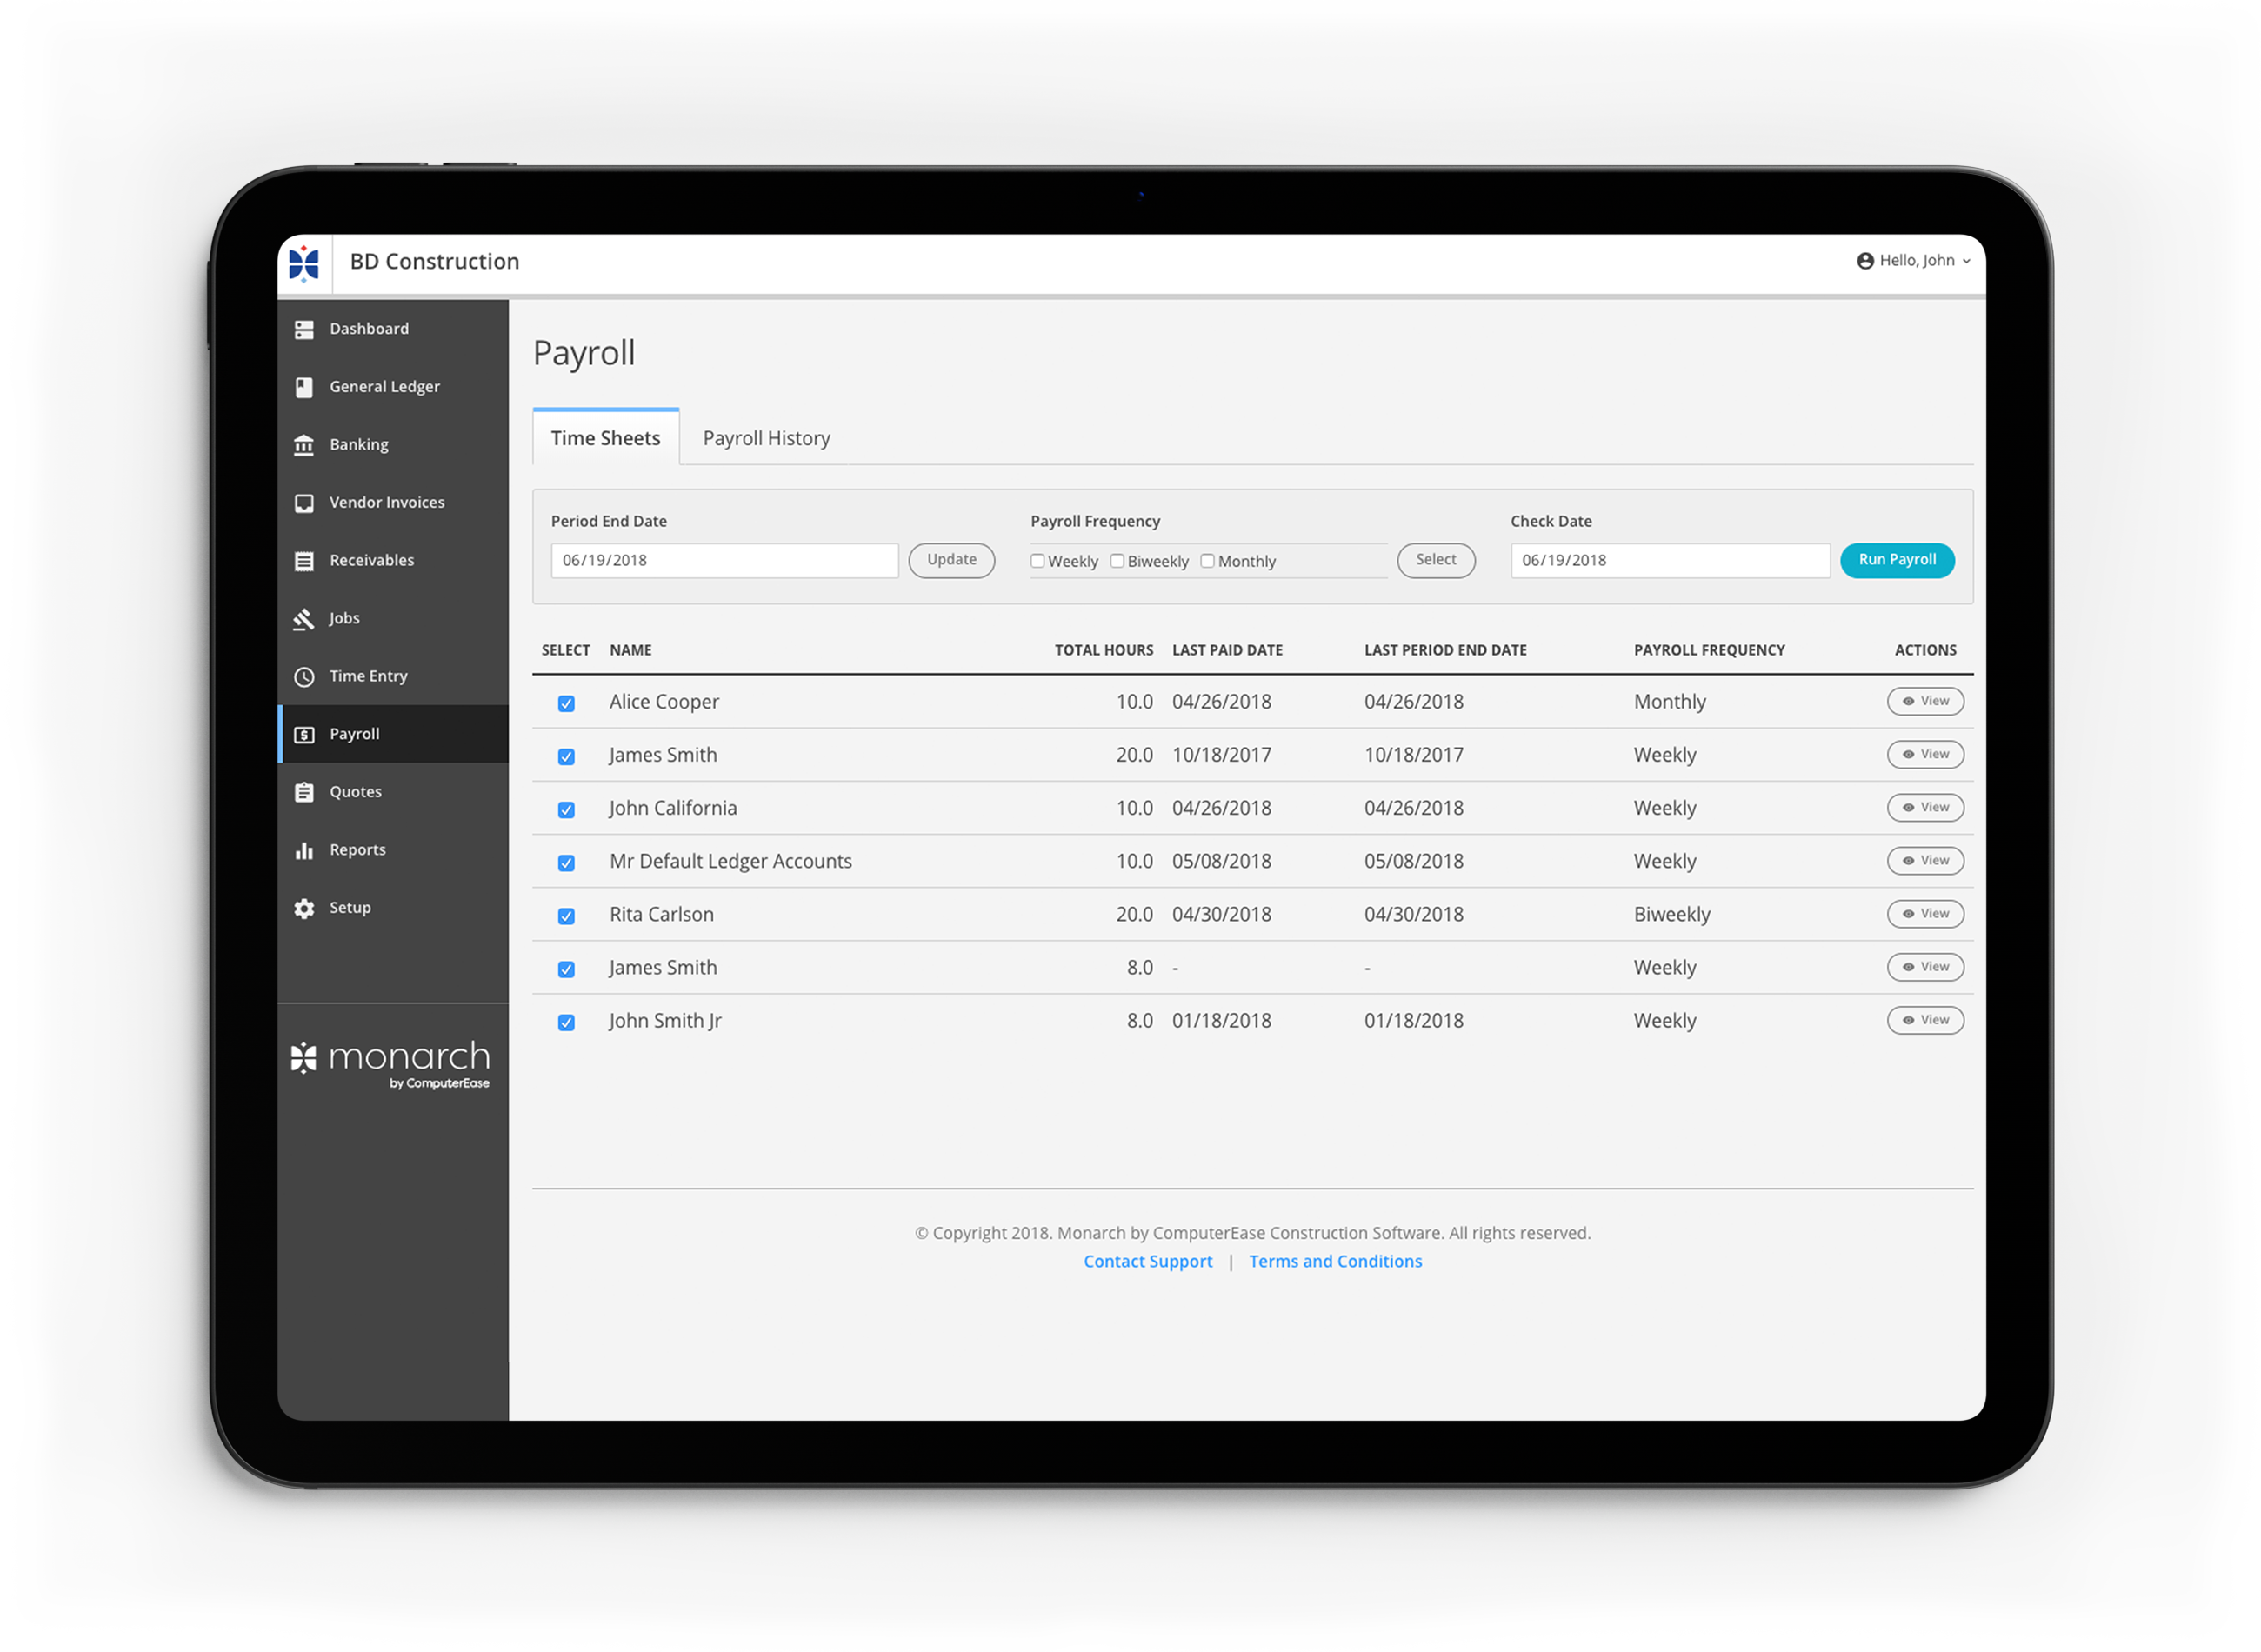 BD Construction
Hello, John
Dashboard
General Ledger
Banking
Vendor Invoices
Receivables
Jobs
Time Entry
Payroll
Quotes
Reports
Setup
monarch
by ComputerEase
Payroll
Time Sheets Payroll History
Period End Date Payroll Frequency Check Date
06/19/2018 Update Weekly Biweekly Monthly Select 06/19/2018 Run Payroll
SELECT NAME TOTAL HOURS LAST PAID DATE LAST PERIOD END DATE PAYROLL FREQUENCY ACTIONS
Alice Cooper 10.0 04/26/2018 04/26/2018 Monthly View
James Smith 20.0 10/18/2017 10/18/2017 Weekly View
John California 10.0 04/26/2018 04/26/2018 Weekly View
Mr Default Ledger Accounts 10.0 05/08/2018 05/08/2018 Weekly View
Rita Carlson 20.0 04/30/2018 04/30/2018 Biweekly View
James Smith 8.0 - - Weekly View
John Smith Jr 8.0 01/18/2018 01/18/2018 Weekly View
© Copyright 2018. Monarch by ComputerEase Construction Software. All rights reserved.
Contact Support | Terms and Conditions